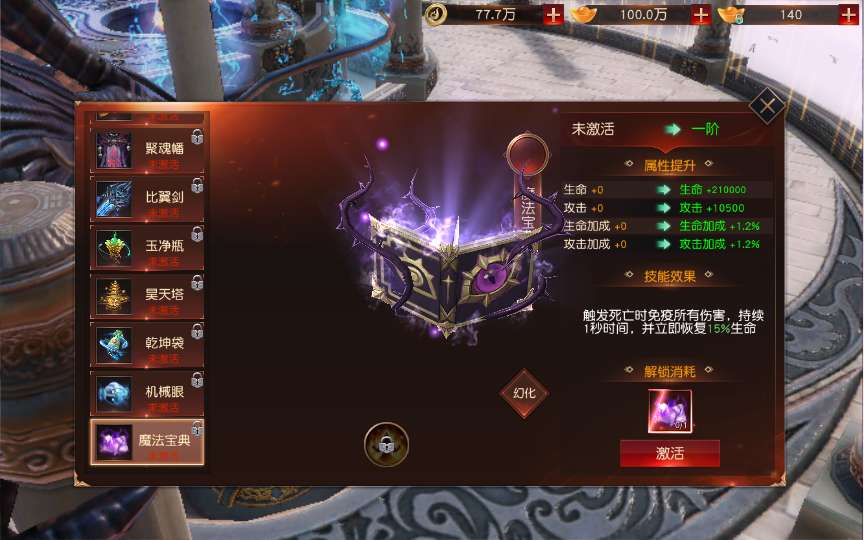 77.7万
100.0万
140
未激活
聚魂幡
未激活
比翼剑
未激活
玉净瓶
未激活
昊天塔
未激活
乾坤袋
未激活
机械眼
未激活
魔法宝典
未激活
法宝
幻化
未激活 一阶
属性提升
生命 +0 生命 +210000
攻击 +0 攻击 +10500
生命加成 +0 生命加成 +1.2%
攻击加成 +0 攻击加成 +1.2%
技能效果
触发死亡时免疫所有伤害，持续
1秒时间，并立即恢复15%生命
解锁消耗
0/1
激活